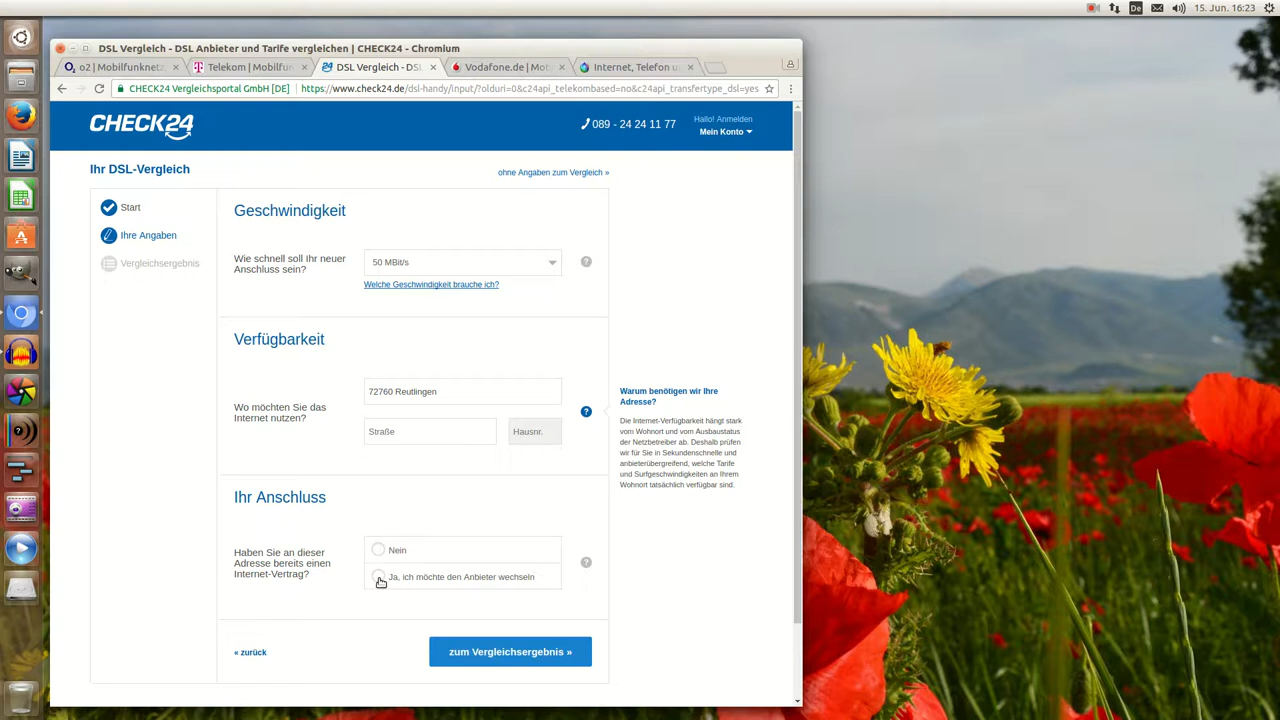 DSL Vergleich - DSL Anbieter und Tarife vergleichen | CHECK24 - Chromium
De
15. Jun. 16:23
o2 | Mobilfunknetz
Telekom | Mobilfun
24 DSL Vergleich - DS
Vodafone.de | Mo
Internet, Telefon u
CHECK24 Vergleichsportal GmbH [DE]
https://www.check24.de/dsl-handy/input/?olduri=0&c24api_telekombased=no&c24api_transfertype_dsl=yes
CHECK24
089 - 24 24 11 77
Hallo! Anmelden
Mein Konto
Ihr DSL-Vergleich
ohne Angaben zum Vergleich »
Start
Ihre Angaben
Vergleichsergebnis
Geschwindigkeit
Wie schnell soll Ihr neuer
Anschluss sein?
50 MBit/s
?
Welche Geschwindigkeit brauche ich?
Verfügbarkeit
Wo möchten Sie das
Internet nutzen?
72760 Reutlingen
Straße
Hausnr.
?
Warum benötigen wir Ihre
Adresse?
Die Internet-Verfügbarkeit hängt stark
vom Wohnort und vom Ausbaustatus
der Netzbetreiber ab. Deshalb prüfen
wir für Sie in Sekundenschnelle und
anbieterübergreifend, welche Tarife
und Surfgeschwindigkeiten an Ihrem
Wohnort tatsächlich verfügbar sind.
Ihr Anschluss
Haben Sie an dieser
Adresse bereits einen
Internet-Vertrag?
Nein
Ja, ich möchte den Anbieter wechseln
?
« zurück
zum Vergleichsergebnis »